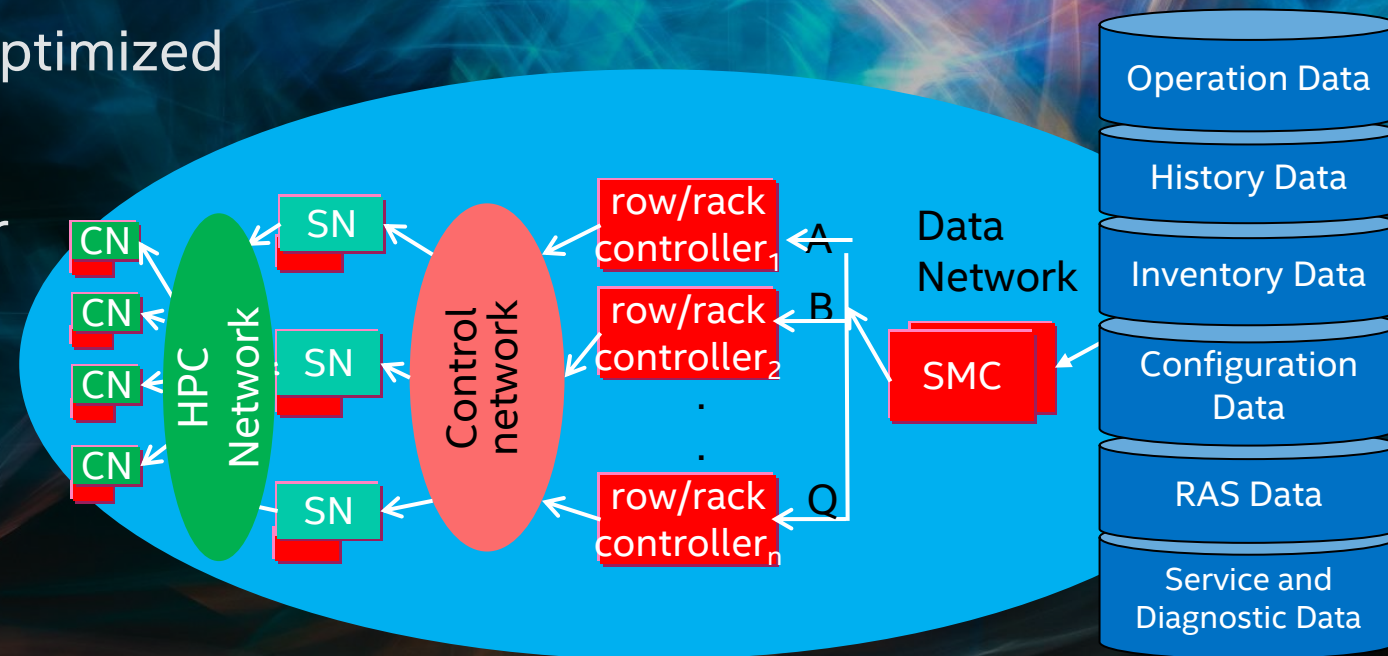 ptimized
r
CN
CN
CN
CN
HPC
Network
SN
SN
SN
Control
network
row/rack
controller1
row/rack
controller2
.
.
row/rack
controllern
A
B
Q
Data
Network
SMC
Operation Data
History Data
Inventory Data
Configuration
Data
RAS Data
Service and
Diagnostic Data